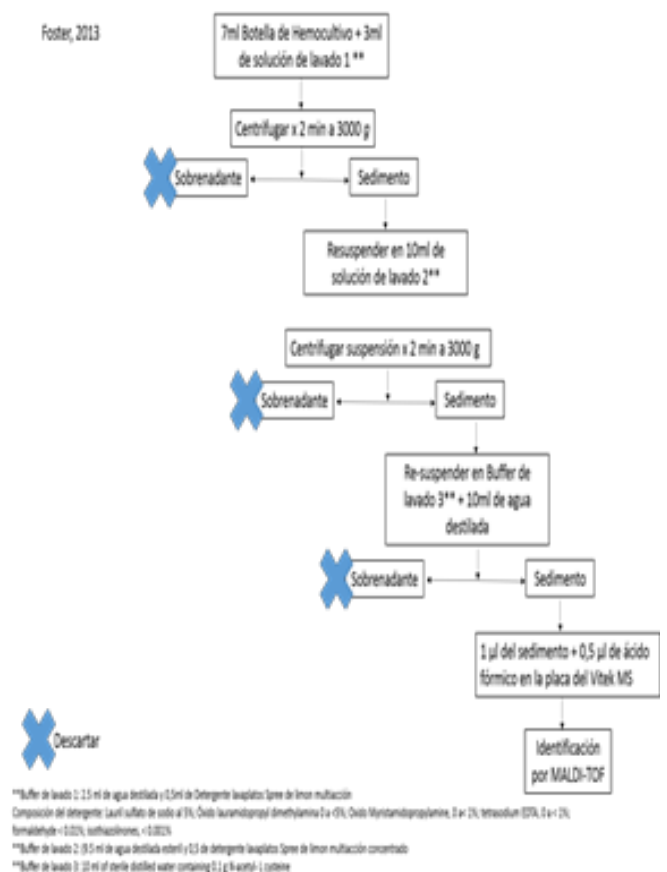 Foster, 2013
7ml Botella de Hemocultivo + 3ml
de solución de lavado 1 **
Centrifugar x 2 min a 3000 g
Sobrenadante
Sedimento
Resuspender en 10ml de
solución de lavado 2**
Centrifugar suspensión x 2 min a 3000 g
Sobrenadante
Sedimento
Re-suspender en Buffer de
lavado 3** + 10ml de agua
destilada
Sobrenadante
Sedimento
1 µl del sedimento + 0,5 µl de ácido
fórmico en la placa del Vitek MS
Identificación
por MALDI-TOF
Descartar
**Buffer de lavado 1: 2.5 ml de agua destilada y 0,5ml de Detergente lavaplatos Spree de limon multiacción
Composición del detergente: Lauril sulfato de sodio al 5%; Óxido lauramidopropyl dimethylamina 0 a <5%; Óxido Myristamidopropylamine, 0 a< 1%; tetrasodium EDTA, 0 a < 1%;
formaldehyde < 0.01%; isothiazolinones, < 0.001%
**Buffer de lavado 2: (9.5 ml de agua destilada esteril y 0,5 de detergente lavaplatos Spree de limon multiacción concentrado
**Buffer de lavado 3: 10 ml of sterile distilled water containing 0.1 g N-acetyl- L cysteine